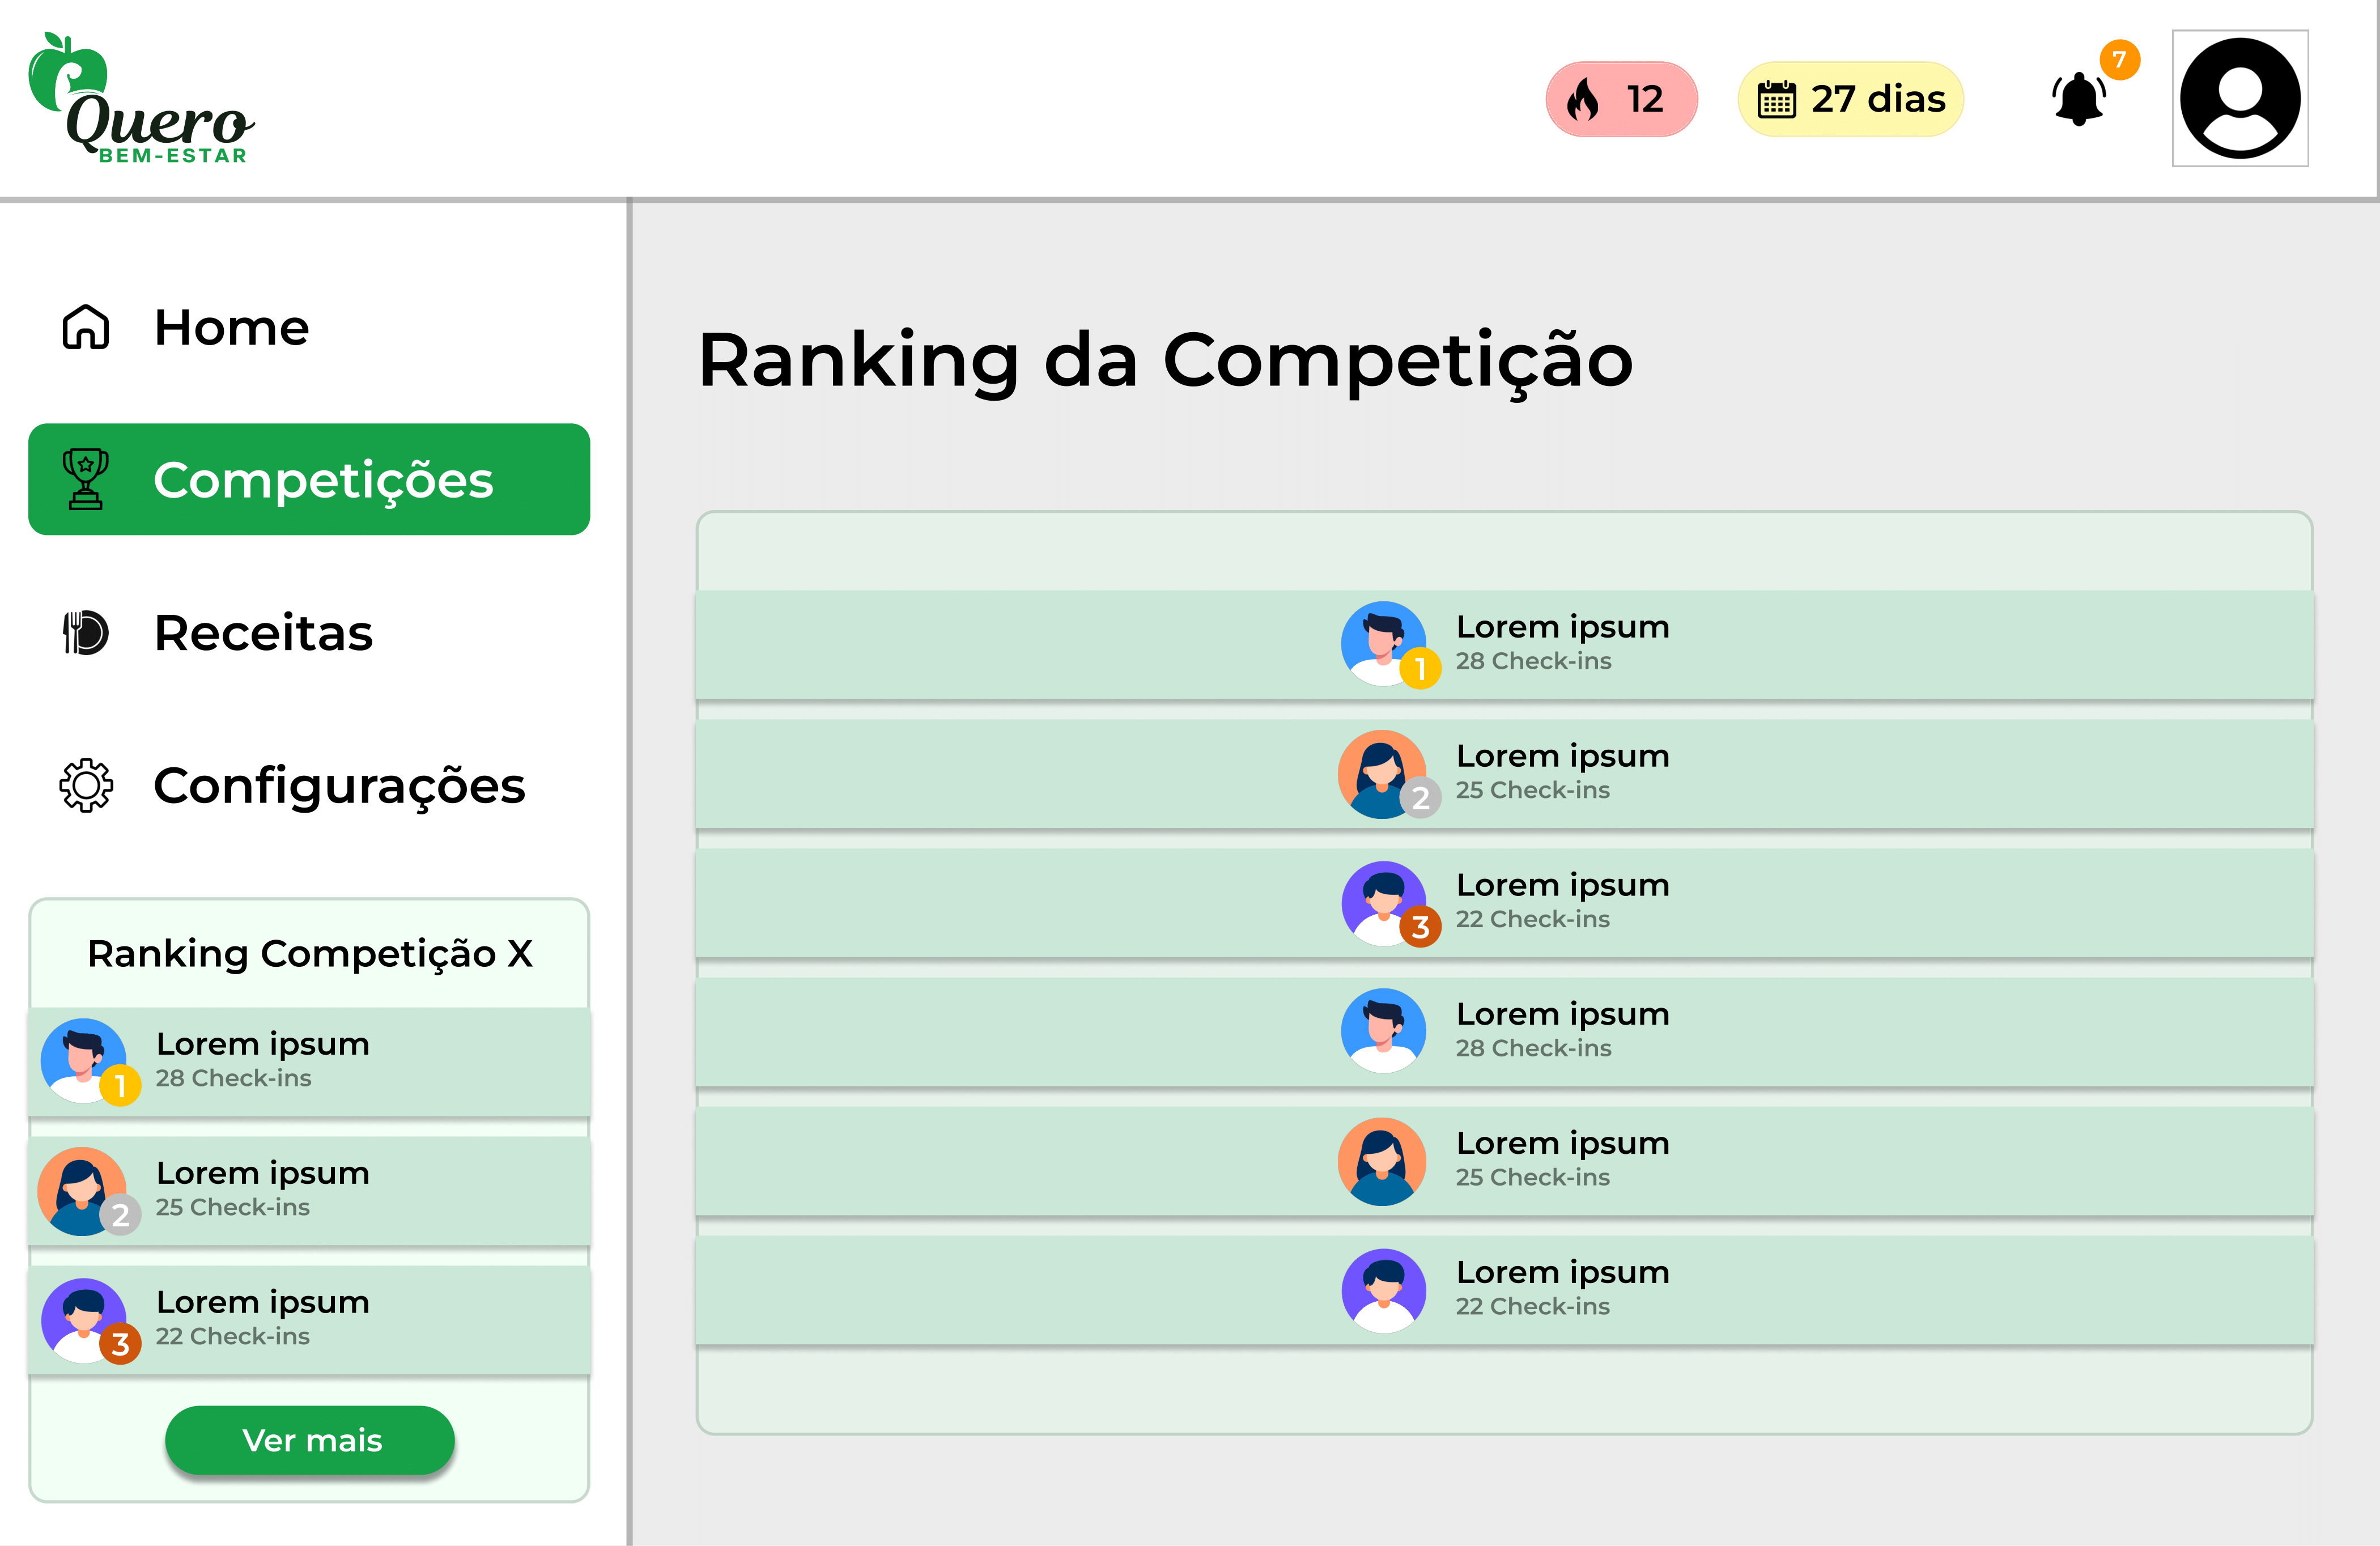 Quero
BEM-ESTAR
12
27 dias
7
Home
Competições
Receitas
Configurações
Ranking Competição X
Lorem ipsum
28 Check-ins
1
Lorem ipsum
25 Check-ins
2
Lorem ipsum
22 Check-ins
3
Ver mais
Ranking da Competição
Lorem ipsum
28 Check-ins
1
Lorem ipsum
25 Check-ins
2
Lorem ipsum
22 Check-ins
3
Lorem ipsum
28 Check-ins
Lorem ipsum
25 Check-ins
Lorem ipsum
22 Check-ins